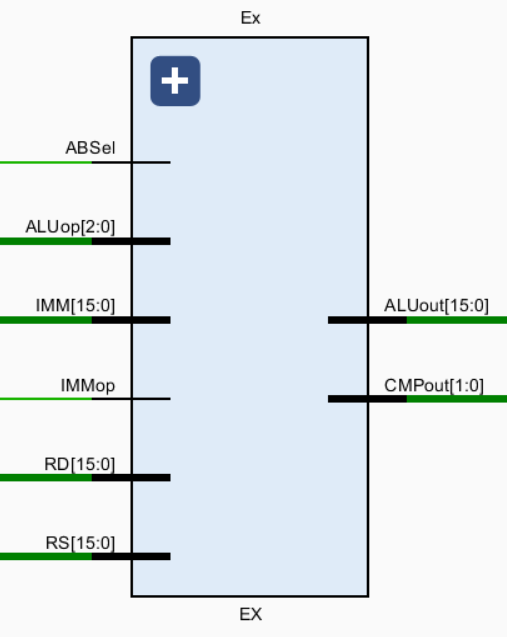 Ex
ABSel
ALUop[2:0]
IMM[15:0]
ALUout[15:0]
IMMop
CMPout[1:0]
RD[15:0]
RS[15:0]
EX